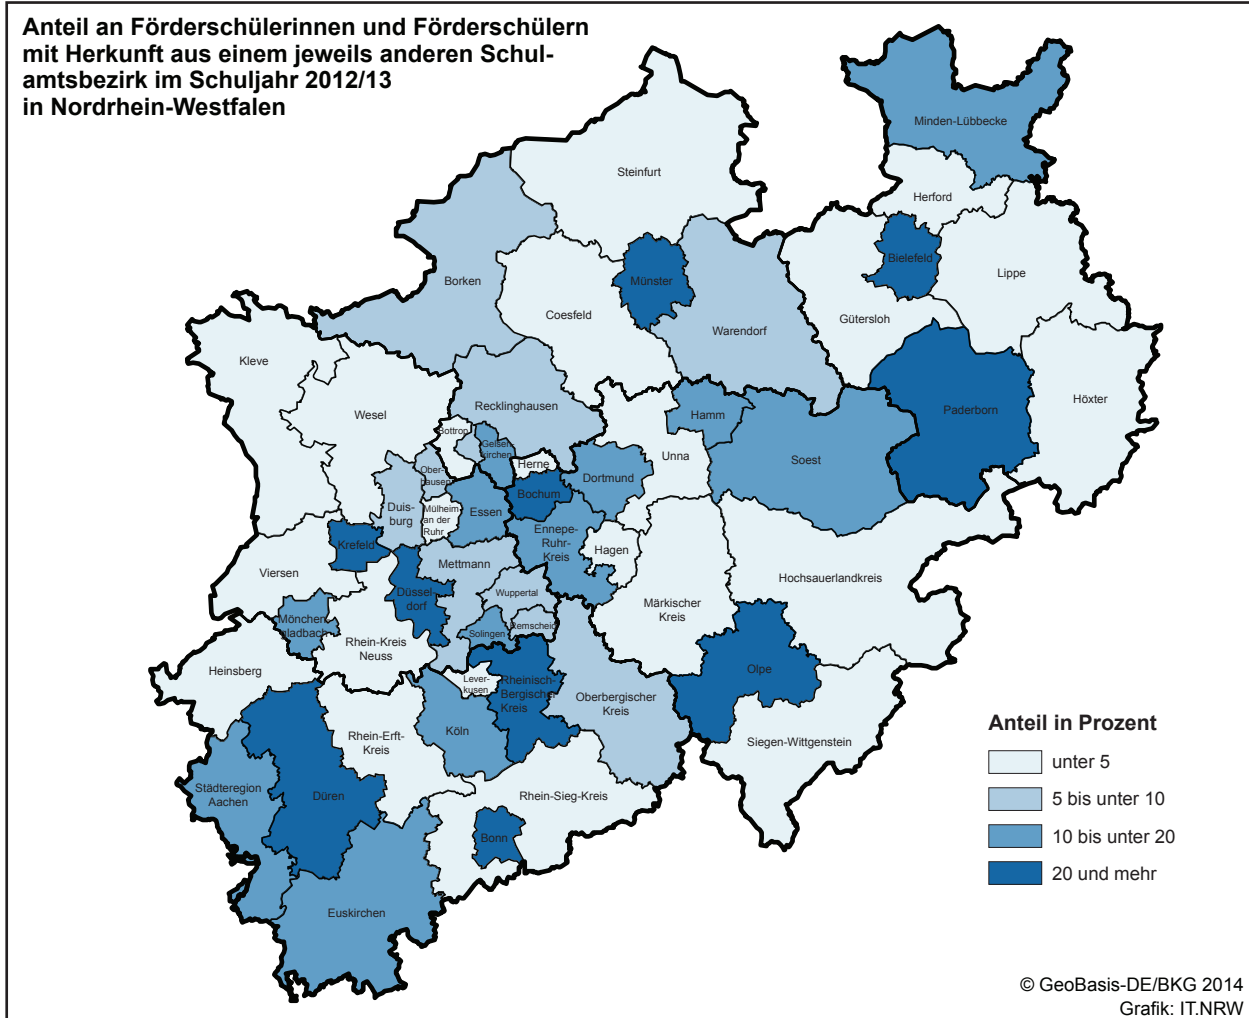 Anteil an Förderschülerinnen und Förderschülern
mit Herkunft aus einem jeweils anderen Schul-
amtsbezirk im Schuljahr 2012/13
in Nordrhein-Westfalen
Minden-Lübbecke
Steinfurt
Herford
Bielefeld
Lippe
Borken
Münster
Coesfeld
Warendorf
Gütersloh
Kleve
Wesel
Recklinghausen
Hamm
Paderborn
Höxter
Bottrop
Gelsen-
kirchen
Herne
Unna
Soest
Ober-
hausen
Dortmund
Bochum
Duis-
burg
Mülheim
an der
Ruhr
Essen
Ennepe-
Ruhr-
Kreis
Hagen
Krefeld
Viersen
Mettmann
Düssel
dorf
Wuppertal
Hochsauerlandkreis
Märkischer
Kreis
Mönchen
gladbach
Solingen
Remscheid
Rhein-Kreis
Neuss
Heinsberg
Lever-
kusen
Rheinisch-
Bergischer
Kreis
Oberbergischer
Kreis
Olpe
Rhein-Erft-
Kreis
Köln
Siegen-Wittgenstein
Städteregion
Aachen
Düren
Rhein-Sieg-Kreis
Bonn
Euskirchen
Anteil in Prozent
unter 5
5 bis unter 10
10 bis unter 20
20 und mehr
© GeoBasis-DE/BKG 2014
Grafik: IT.NRW